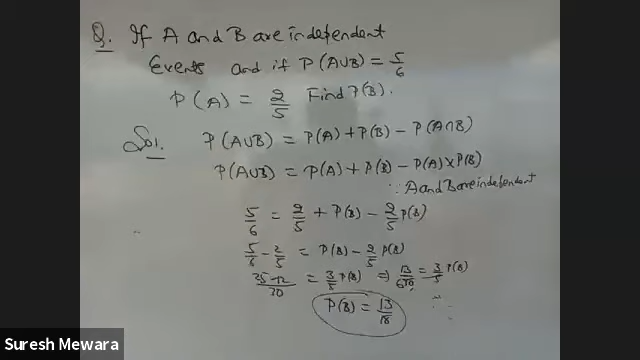 Q. If A and B are independent
Events and if P(A∪B) = 5/6
P(A) = 2/5 Find P(B).
Sol. P(A∪B) = P(A) + P(B) - P(A∩B)
P(A∪B) = P(A) + P(B) - P(A) × P(B)
∵ A and B are independent
5/6 = 2/5 + P(B) - 2/5 P(B)
5/6 - 2/5 = P(B) - 2/5 P(B)
25-12/30 = 3/5 P(B) ⇒ 13/30 = 3/5 P(B)
P(B) = 13/18
Suresh Mewara